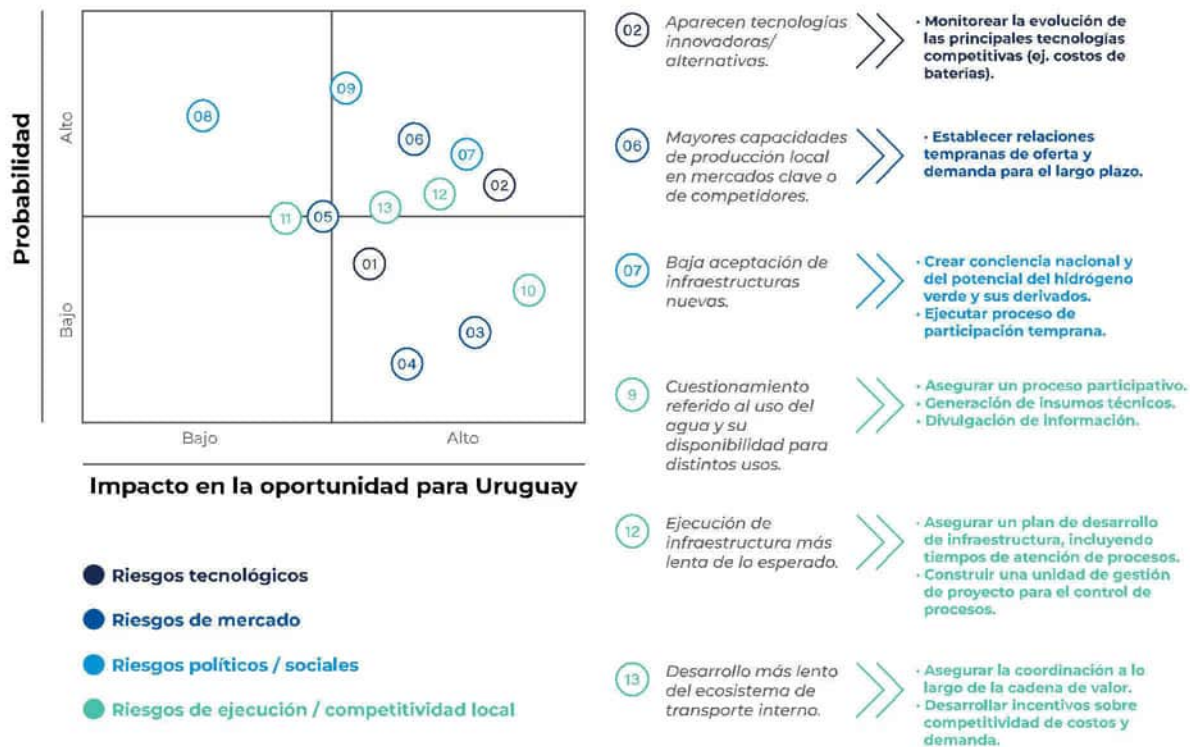 Probabilidad
Alto
Bajo
08
09
06
07
02
12
13
11
05
01
10
03
04
Bajo
Alto
Impacto en la oportunidad para Uruguay
Riesgos tecnológicos
Riesgos de mercado
Riesgos políticos / sociales
Riesgos de ejecución / competitividad local
02
Aparecen tecnologías
innovadoras/
alternativas.
· Monitorear la evolución de
las principales tecnologías
competitivas (ej. costos de
baterías).
06
Mayores capacidades
de producción local
en mercados clave o
de competidores.
· Establecer relaciones
tempranas de oferta y
demanda para el largo plazo.
07
Baja aceptación de
infraestructuras
nuevas.
· Crear conciencia nacional y
del potencial del hidrógeno
verde y sus derivados.
· Ejecutar proceso de
participación temprana.
9
Cuestionamiento
referido al uso del
agua y su
disponibilidad para
distintos usos.
· Asegurar un proceso participativo.
· Generación de insumos técnicos.
· Divulgación de información.
12
Ejecución de
infraestructura más
lenta de lo esperado.
· Asegurar un plan de desarrollo
de infraestructura, incluyendo
tiempos de atención de procesos.
· Construir una unidad de gestión
de proyecto para el control de
procesos.
13
Desarrollo más lento
del ecosistema de
transporte interno.
· Asegurar la coordinación a lo
largo de la cadena de valor.
· Desarrollar incentivos sobre
competitividad de costos y
demanda.